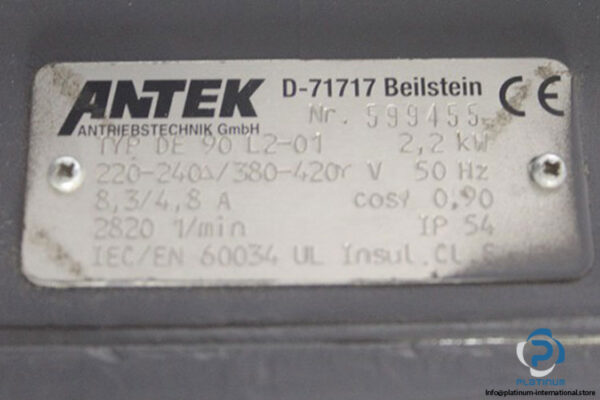 ANTEK D-71717 Beilstein CE
ANTRIEBSTECHNIK GmbH Nr. 599455
TYP DE 90 L2-01 2,2 kW
220-240Δ/380-420Y V 50 Hz
8,3/4,8 A cosφ 0,90
2820 1/min IP 54
IEC/EN 60034 UL Insul.CL.
PLATINUM
info@platinum-international.store